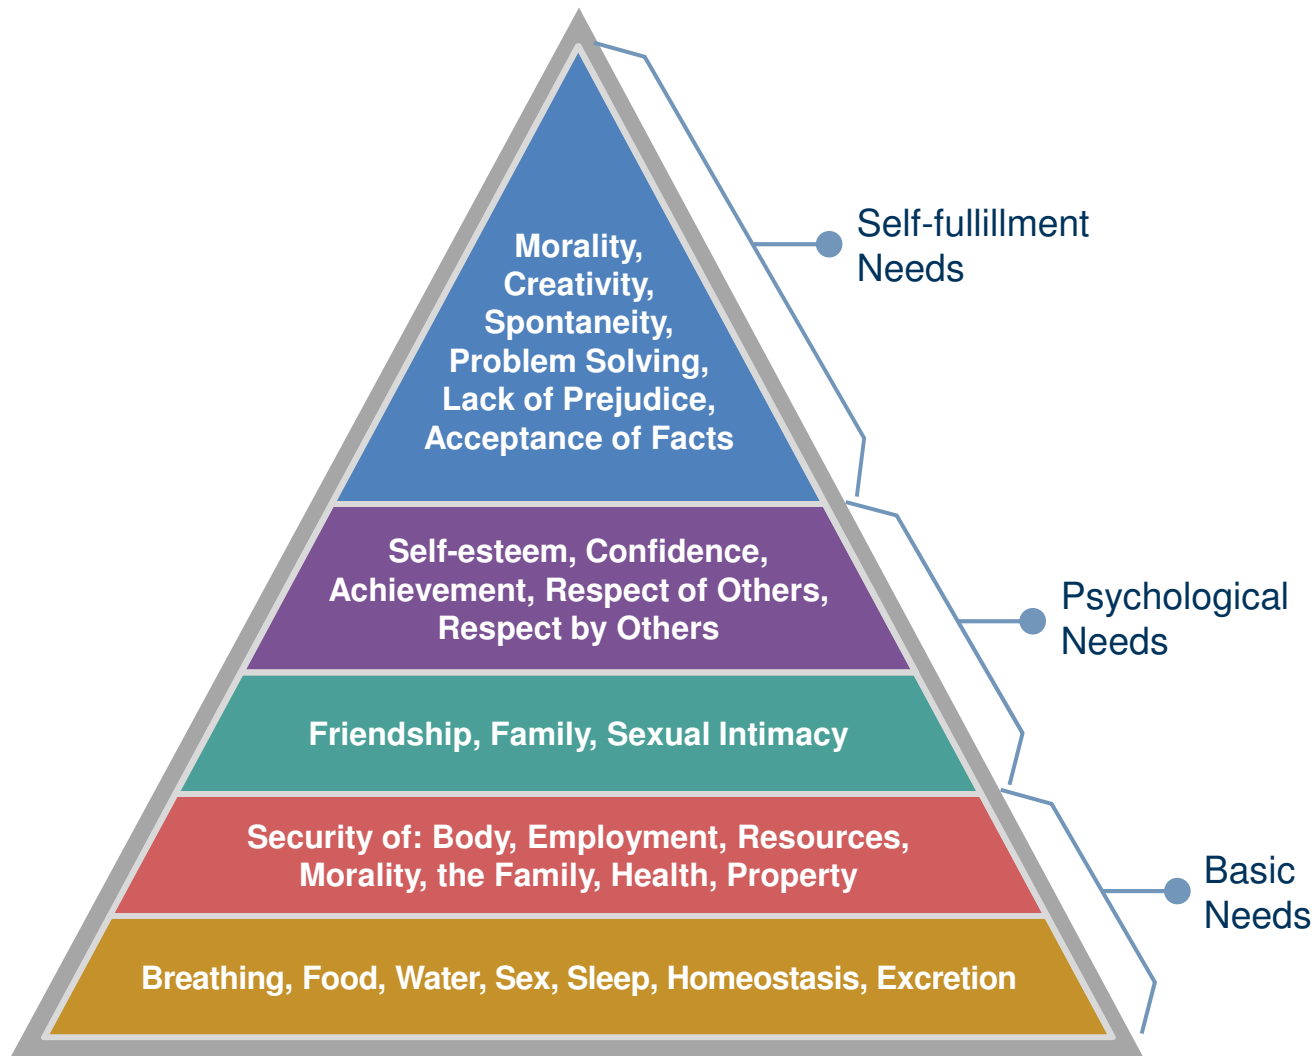 Morality,
Creativity,
Spontaneity,
Problem Solving,
Lack of Prejudice,
Acceptance of Facts
Self-fullillment
Needs
Self-esteem, Confidence,
Achievement, Respect of Others,
Respect by Others
Psychological
Needs
Friendship, Family, Sexual Intimacy
Security of: Body, Employment, Resources,
Morality, the Family, Health, Property
Basic
Needs
Breathing, Food, Water, Sex, Sleep, Homeostasis, Excretion